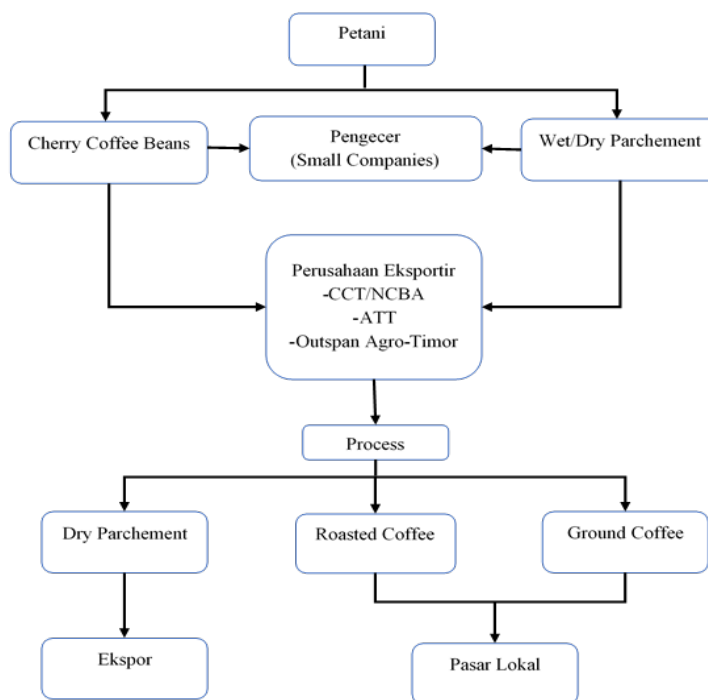 Petani
Cherry Coffee Beans
Pengecer
(Small Companies)
Wet/Dry Parchement
Perusahaan Eksportir
-CCT/NCBA
-ATT
-Outspan Agro-Timor
Process
Dry Parchement
Roasted Coffee
Ground Coffee
Ekspor
Pasar Lokal